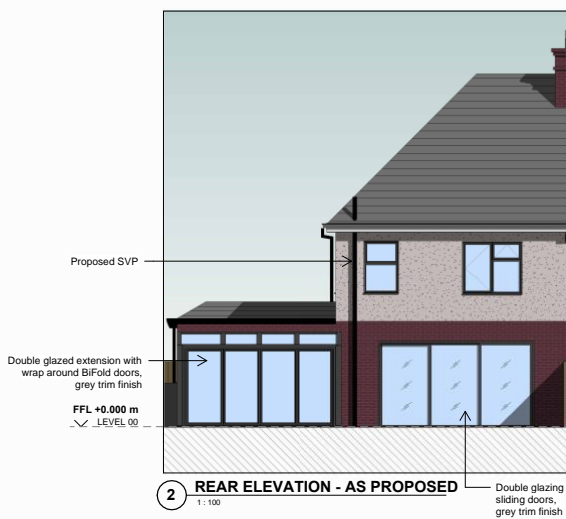 Proposed SVP
Double glazed extension with
wrap around BiFold doors,
grey trim finish
FFL +0.000 m
LEVEL 00
2
REAR ELEVATION - AS PROPOSED
1 : 100
Double glazing
sliding doors,
grey trim finish